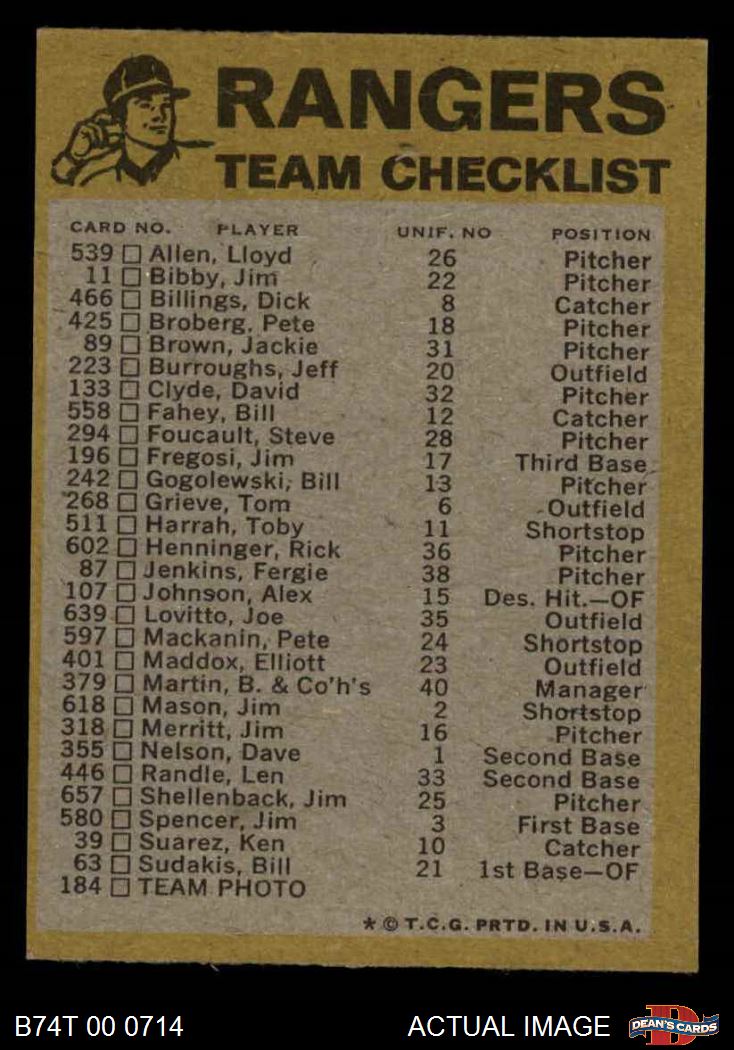 RANGERS
TEAM CHECKLIST
CARD NO. PLAYER UNIF. NO POSITION
539 □ Allen, Lloyd 26 Pitcher
11 □ Bibby, Jim 22 Pitcher
466 □ Billings, Dick 8 Catcher
425 □ Broberg, Pete 18 Pitcher
89 □ Brown, Jackie 31 Pitcher
223 □ Burroughs, Jeff 20 Outfield
133 □ Clyde, David 32 Pitcher
558 □ Fahey, Bill 12 Catcher
294 □ Foucault, Steve 28 Pitcher
196 □ Fregosi, Jim 17 Third Base
242 □ Gogolewski, Bill 13 Pitcher
268 □ Grieve, Tom 6 Outfield
511 □ Harrah, Toby 11 Shortstop
602 □ Henninger, Rick 36 Pitcher
87 □ Jenkins, Fergie 38 Pitcher
107 □ Johnson, Alex 15 Des. Hit.—OF
639 □ Lovitto, Joe 35 Outfield
597 □ Mackanin, Pete 24 Shortstop
401 □ Maddox, Elliott 23 Outfield
379 □ Martin, B. & Co'h's 40 Manager
618 □ Mason, Jim 2 Shortstop
318 □ Merritt, Jim 16 Pitcher
355 □ Nelson, Dave 1 Second Base
446 □ Randle, Len 33 Second Base
657 □ Shellenback, Jim 25 Pitcher
580 □ Spencer, Jim 3 First Base
39 □ Suarez, Ken 10 Catcher
63 □ Sudakis, Bill 21 1st Base—OF
184 □ TEAM PHOTO
* © T.C.G. PRTD. IN U.S.A.
B74T 00 0714 ACTUAL IMAGE DEAN'S CARDS